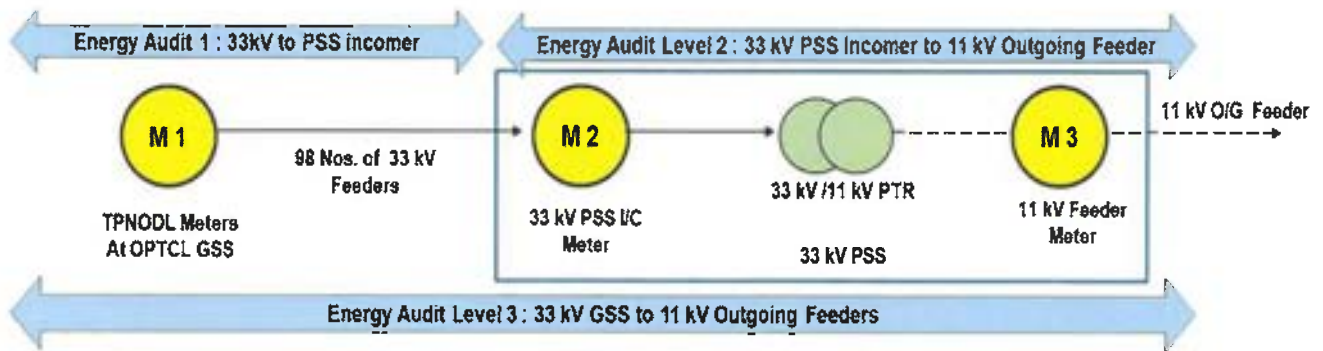 Energy Audit 1 : 33kV to PSS incomer
Energy Audit Level 2 : 33 kV PSS Incomer to 11 kV Outgoing Feeder
M 1
M 2
M 3
11 kV O/G Feeder
98 Nos. of 33 kV
Feeders
33 kV /11 kV PTR
TPNODL Meters
At OPTCL GSS
33 kV PSS I/C
Meter
11 kV Feeder
Meter
33 kV PSS
Energy Audit Level 3 : 33 kV GSS to 11 kV Outgoing Feeders